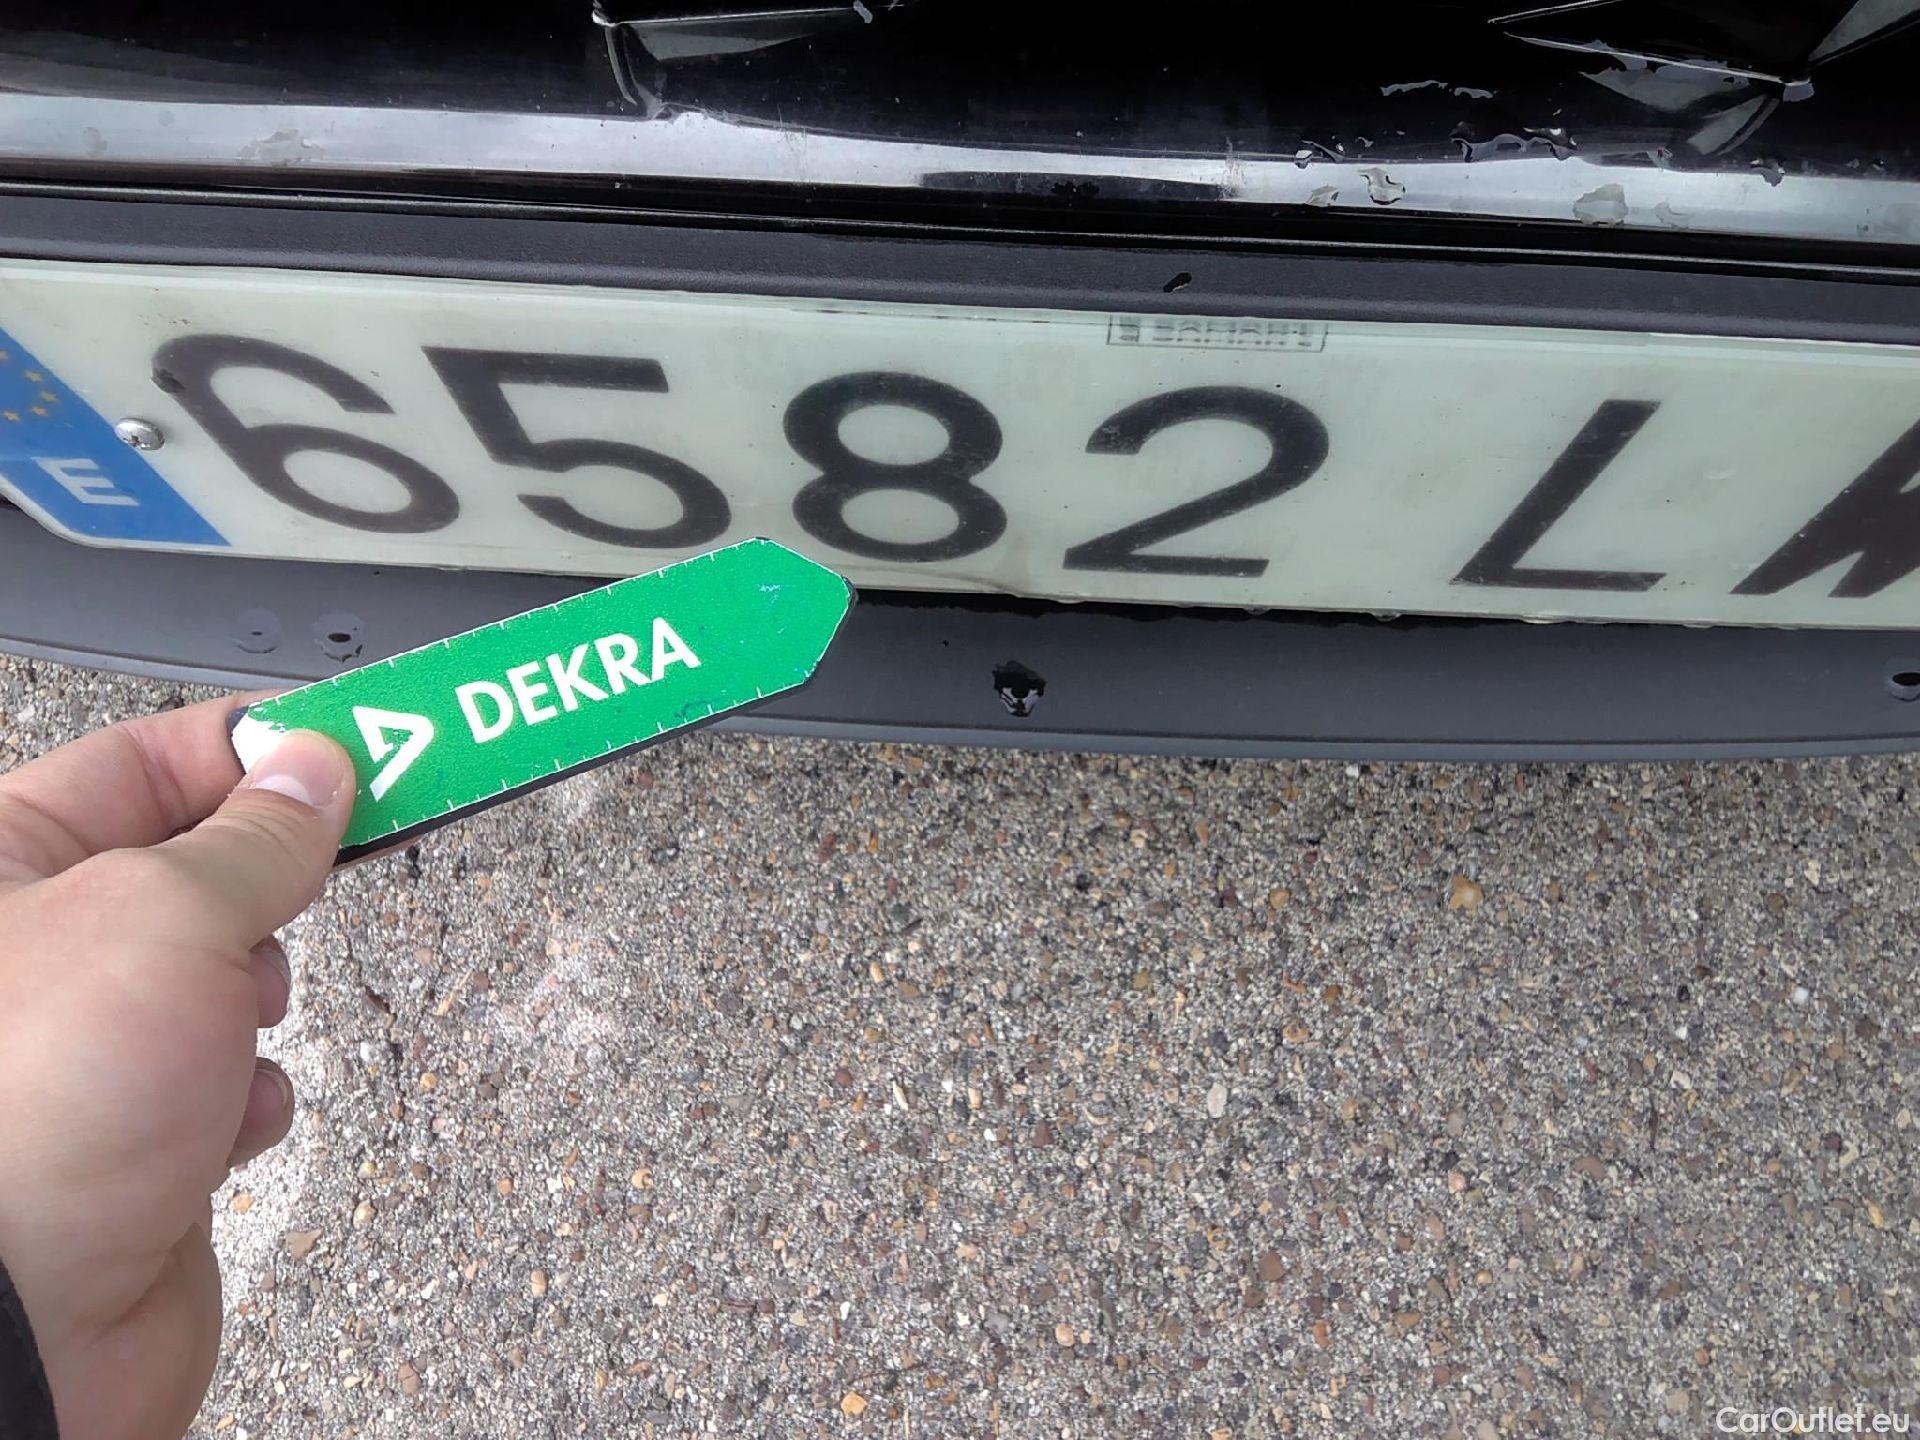 E
6582 L
DEKRA
CarOutlet.eu